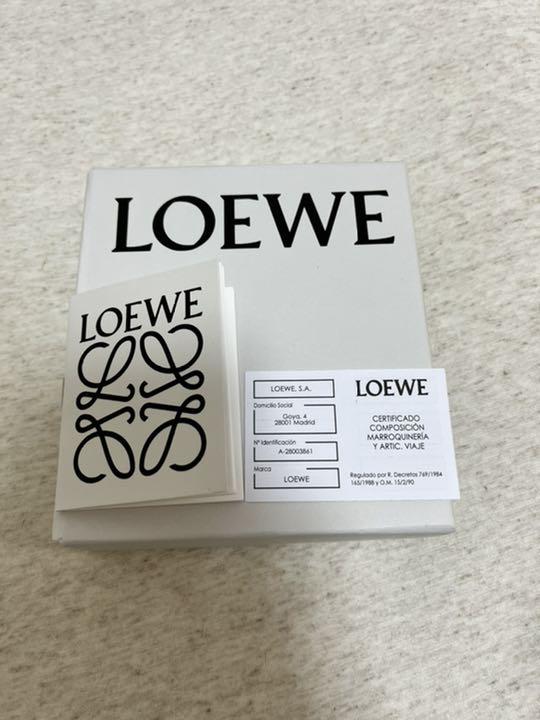 LOEWE
LOEWE
LOEWE, S.A.
Domicilio Social
Goya, 4
28001 Madrid
Nº Identificación
A-28003861
Marca
LOEWE
LOEWE
CERTIFICADO
COMPOSICIÓN
MARROQUINERÍA
Y ARTIC. VIAJE
Regulado por R. Decretos 769/1984
165/1988 y O.M. 15/2/90